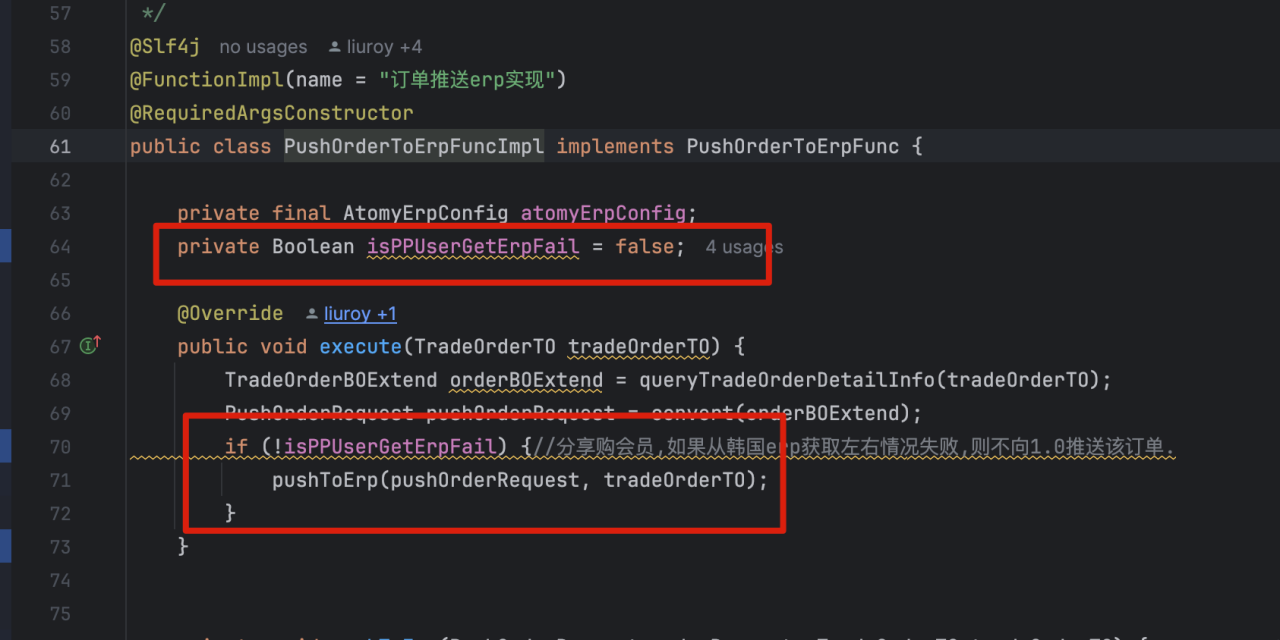 57 */
58 @Slf4j no usages liuroy +4
59 @FunctionImpl(name = "订单推送erp实现")
60 @RequiredArgsConstructor
61 public class PushOrderToErpFuncImpl implements PushOrderToErpFunc {
62
63 private final AtomyErpConfig atomyErpConfig;
64 private Boolean isPPUserGetErpFail = false; 4 usages
65
66 @Override liuroy +1
67 public void execute(TradeOrderTO tradeOrderTO) {
68 TradeOrderBOExtend orderBOExtend = queryTradeOrderDetailInfo(tradeOrderTO);
69 PushOrderRequest pushOrderRequest = convert(orderBOExtend);
70 if (!isPPUserGetErpFail) {//分享购会员,如果从韩国erp获取左右情况失败,则不向1.0推送该订单.
71 pushToErp(pushOrderRequest, tradeOrderTO);
72 }
73 }
74
75